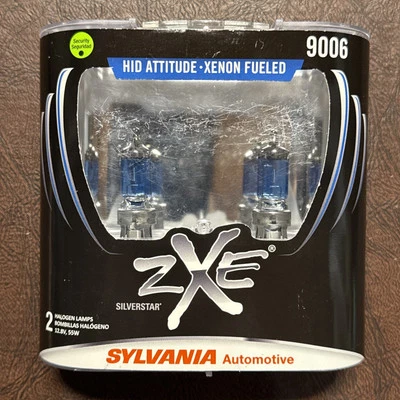 Security
Seguridad
9006
HID ATTITUDE · XENON FUELED
ZXE
SILVERSTAR®
2 HALOGEN LAMPS
BOMBILLAS HALÓGENO
12.8V, 55W
SYLVANIA Automotive